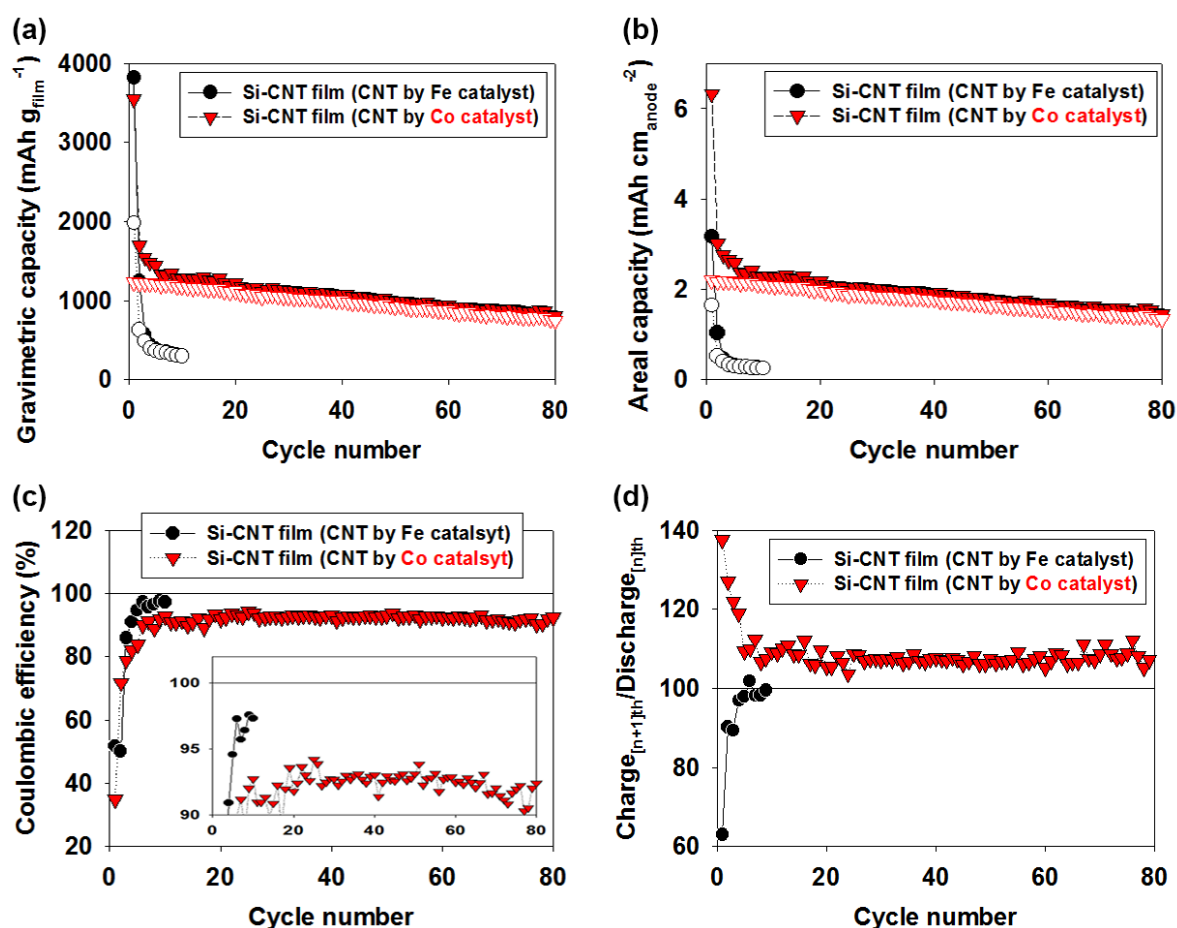 (a)
Gravimetric capacity (mAh g_film^-1)
4000
3000
2000
1000
0
Si-CNT film (CNT by Fe catalyst)
Si-CNT film (CNT by Co catalyst)
0 20 40 60 80
Cycle number
(b)
Areal capacity (mAh cm_anode^-2)
6
4
2
0
Si-CNT film (CNT by Fe catalyst)
Si-CNT film (CNT by Co catalyst)
0 20 40 60 80
Cycle number
(c)
Coulombic efficiency (%)
120
100
80
60
40
20
Si-CNT film (CNT by Fe catalsyt)
Si-CNT film (CNT by Co catalsyt)
100
95
90
0 20 40 60 80
0 20 40 60 80
Cycle number
(d)
Charge_[n+1]th/Discharge_[n]th
140
120
100
80
60
Si-CNT film (CNT by Fe catalyst)
Si-CNT film (CNT by Co catalyst)
0 20 40 60 80
Cycle number